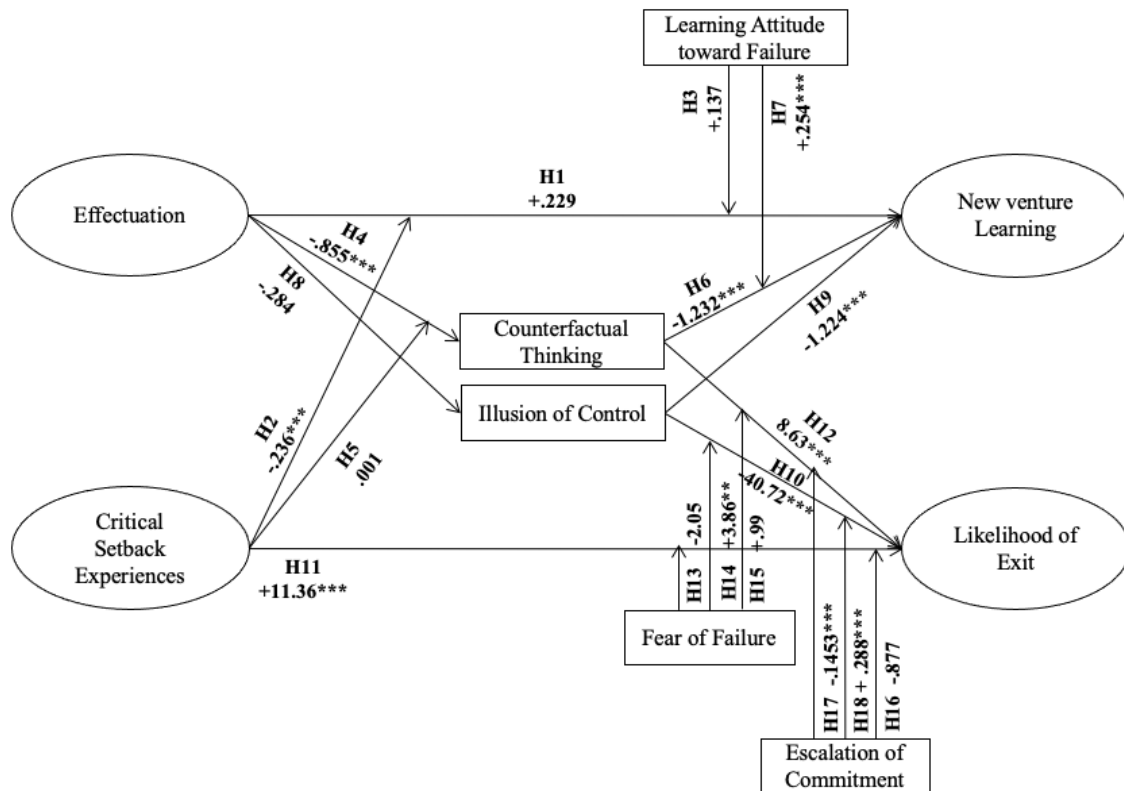 Learning Attitude
toward Failure
H3
+.137
H7
+.254***
Effectuation
H1
+.229
New venture
Learning
H4
-.855***
H8
-.284
H6
-1.232***
H9
-1.224***
Counterfactual
Thinking
Illusion of Control
H2
-.236***
H5
.001
H12
8.63***
H10
-40.72***
Critical
Setback
Experiences
H11
+11.36***
Likelihood of
Exit
H13 -2.05
H14 +3.86**
H15 +.99
Fear of Failure
H17 -.1453***
H18 + .288***
H16 -.877
Escalation of
Commitment